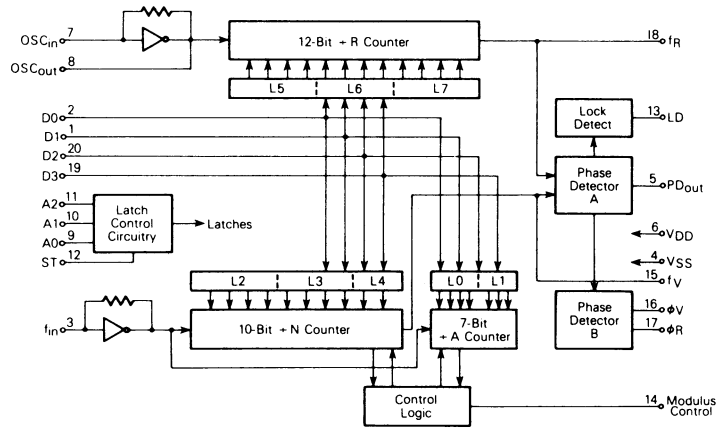 OSCin 7
OSCout 8
12-Bit ÷ R Counter
18 fR
L5 L6 L7
D0 2
D1 1
D2 20
D3 19
Lock Detect
13 LD
Phase Detector A
5 PDout
A2 11
A1 10
A0 9
ST 12
Latch Control Circuitry
Latches
6 VDD
4 VSS
15 fV
L2 L3 L4
L0 L1
fin 3
10-Bit ÷ N Counter
7-Bit ÷ A Counter
Phase Detector B
16 ϕV
17 ϕR
Control Logic
14 Modulus Control